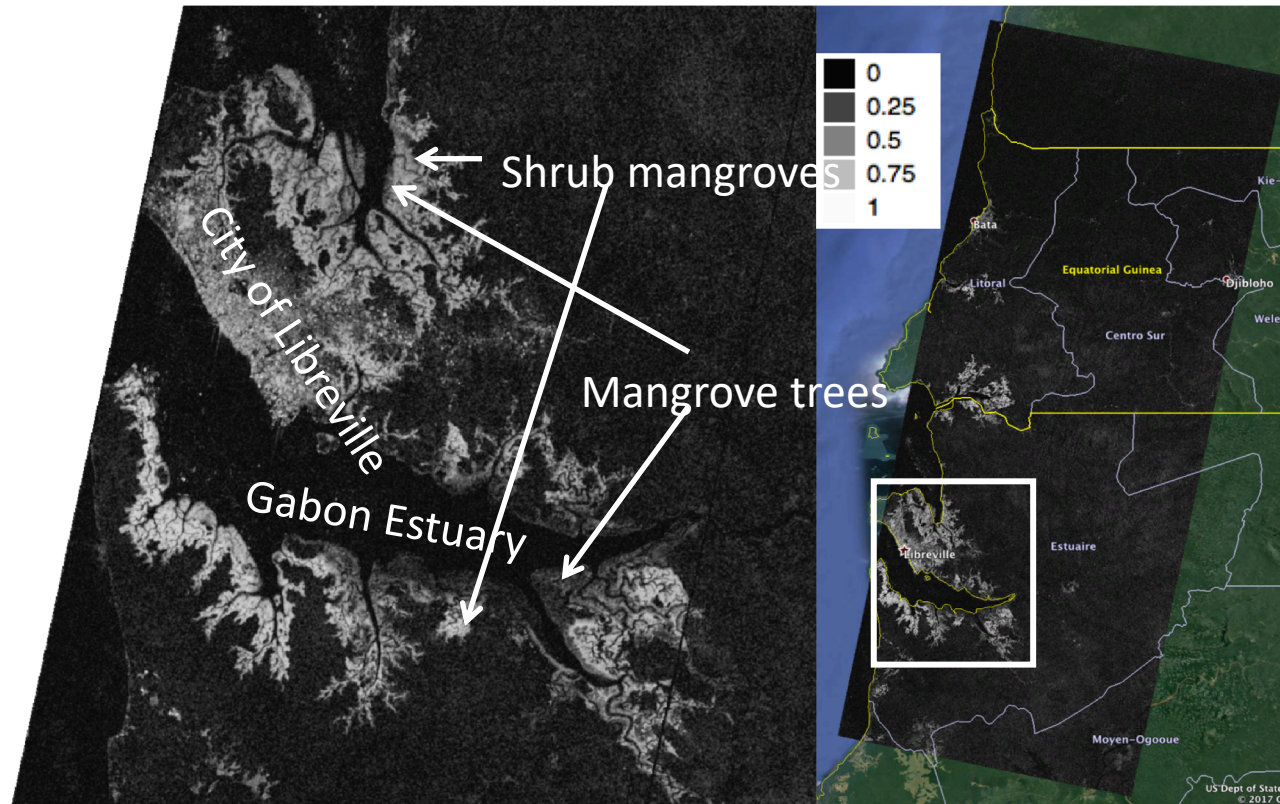 0
0.25
0.5
0.75
1
Shrub mangroves
City of Libreville
Mangrove trees
Gabon Estuary
Kie-
Bata
Equatorial Guinea
Litoral
Djibloho
Wele
Centro Sur
Libreville
Estuaire
Moyen-Ogooue
US Dept of State
© 2017 G